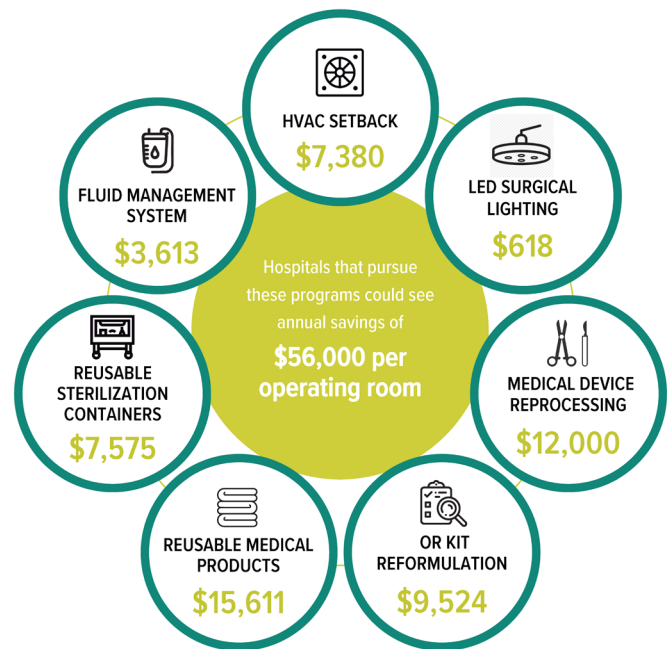 HVAC SETBACK
$7,380
LED SURGICAL
LIGHTING
$618
MEDICAL DEVICE
REPROCESSING
$12,000
OR KIT
REFORMULATION
$9,524
REUSABLE MEDICAL
PRODUCTS
$15,611
REUSABLE
STERILIZATION
CONTAINERS
$7,575
FLUID MANAGEMENT
SYSTEM
$3,613
Hospitals that pursue
these programs could see
annual savings of
$56,000 per
operating room